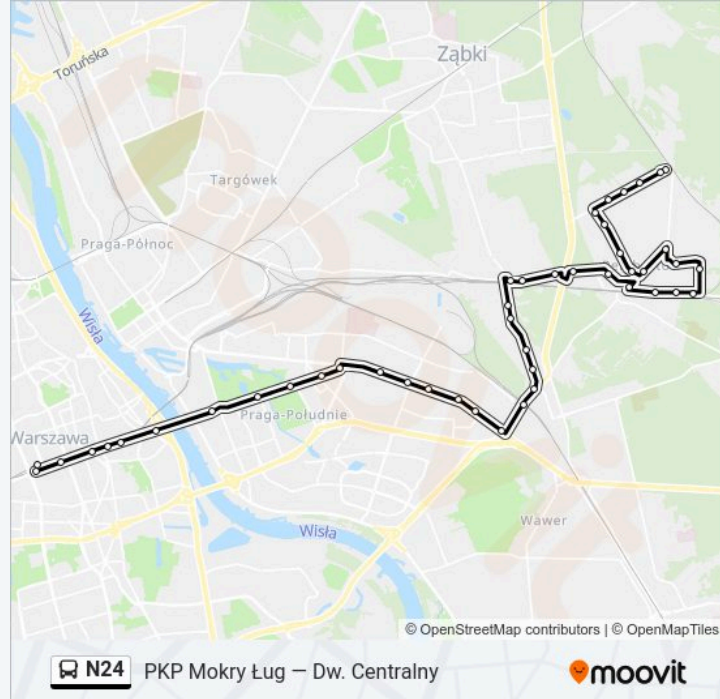 Toruńska
Ząbki
Targówek
Praga-Północ
Wisła
Praga-Południe
Warszawa
Wisła
Wawer
© OpenStreetMap contributors | © OpenMapTiles
N24 PKP Mokry Ług — Dw. Centralny
moovit